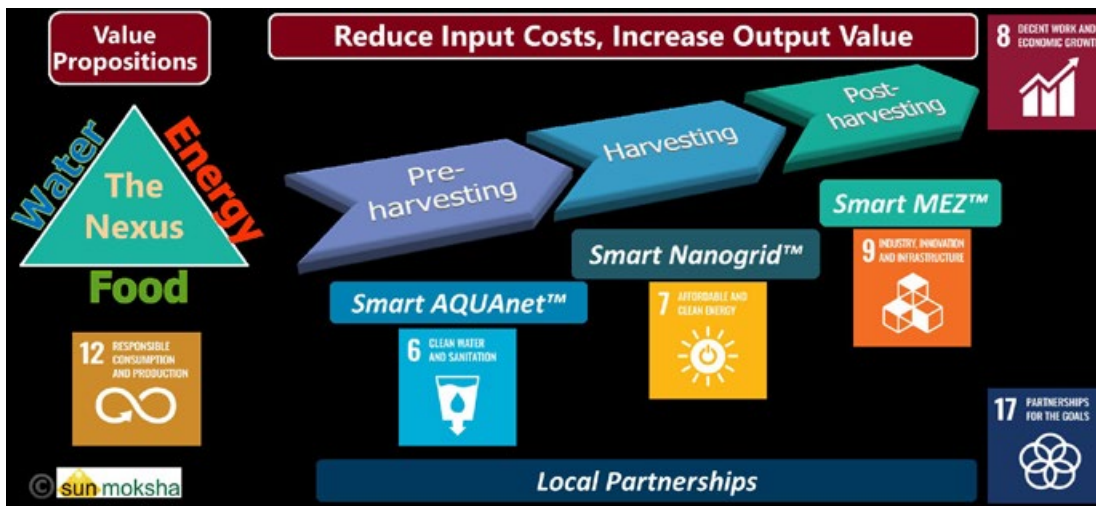 Value
Propositions
Reduce Input Costs, Increase Output Value
8 DECENT WORK AND
ECONOMIC GROWTH
Water
Energy
The
Nexus
Food
Pre-
harvesting
Harvesting
Post-
harvesting
Smart AQUAnet™
Smart Nanogrid™
Smart MEZ™
12 RESPONSIBLE
CONSUMPTION
AND PRODUCTION
6 CLEAN WATER
AND SANITATION
7 AFFORDABLE AND
CLEAN ENERGY
9 INDUSTRY, INNOVATION
AND INFRASTRUCTURE
17 PARTNERSHIPS
FOR THE GOALS
© sun moksha
Local Partnerships